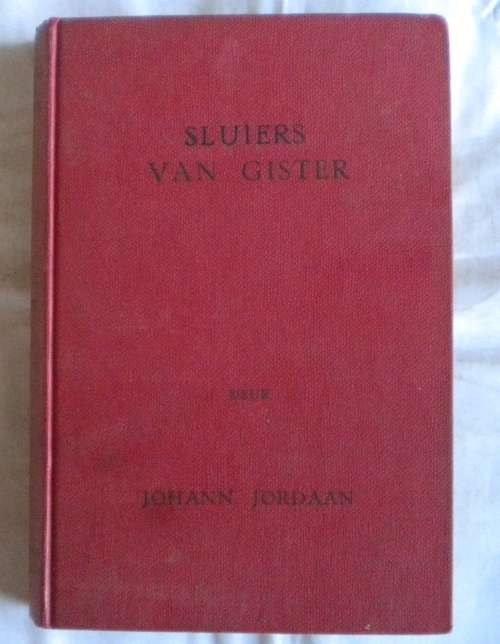 SLUIERS
VAN GISTER
DEUR
JOHANN JORDAAN